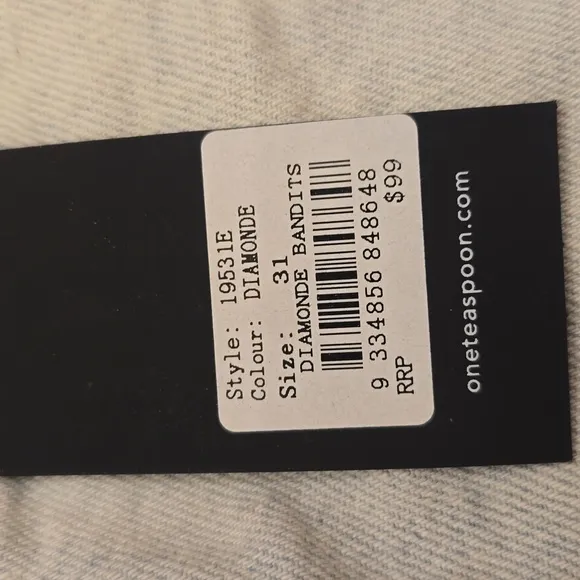 Style: 19531E
Colour: DIAMONDE
Size: 31
DIAMONDE BANDITS
9 334856 848648
RRP $99
oneteaspoon.com